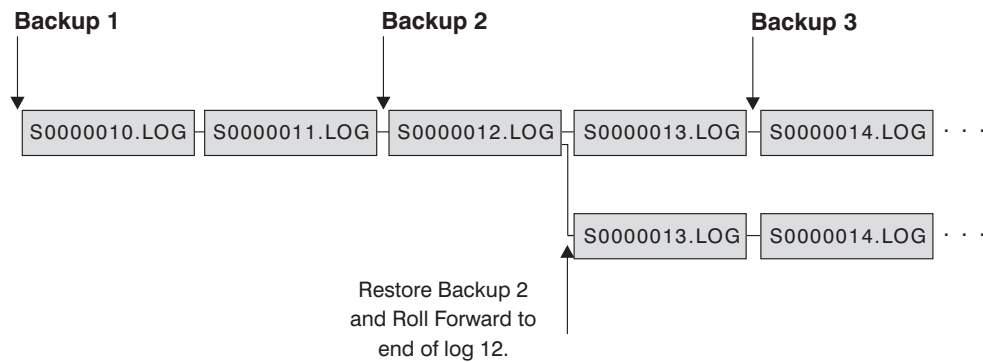 Backup 1 Backup 2 Backup 3
S0000010.LOG S0000011.LOG S0000012.LOG S0000013.LOG S0000014.LOG . . .
S0000013.LOG S0000014.LOG . . .
Restore Backup 2
and Roll Forward to
end of log 12.